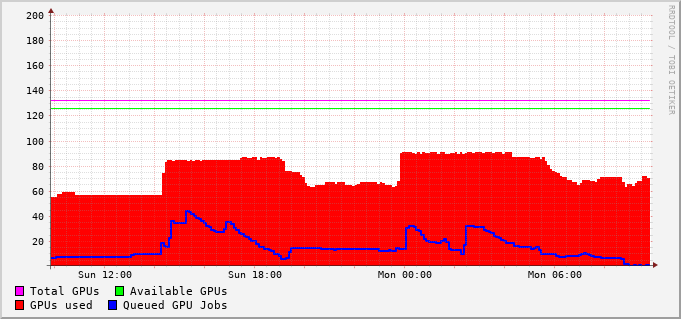 200
180
160
140
120
100
80
60
40
20
Sun 12:00 Sun 18:00 Mon 00:00 Mon 06:00
Total GPUs Available GPUs
GPUs used Queued GPU Jobs
RRDTOOL / TOBI OETIKER